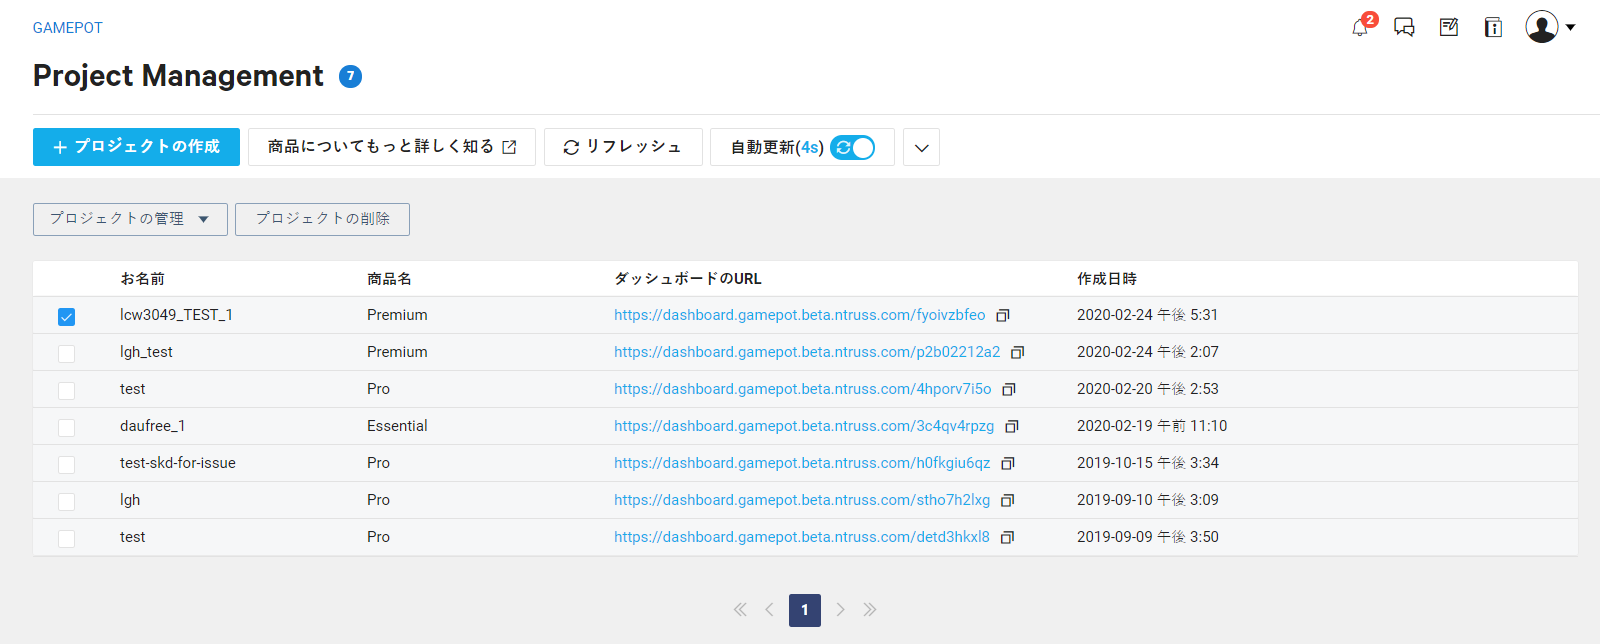 GAMEPOT
2
Project Management 7
+ プロジェクトの作成 商品についてもっと詳しく知る リフレッシュ 自動更新(4s)
プロジェクトの管理 プロジェクトの削除
お名前 商品名 ダッシュボードのURL 作成日時
lcw3049_TEST_1 Premium https://dashboard.gamepot.beta.ntruss.com/fyoivzbfeo 2020-02-24 午後 5:31
lgh_test Premium https://dashboard.gamepot.beta.ntruss.com/p2b02212a2 2020-02-24 午後 2:07
test Pro https://dashboard.gamepot.beta.ntruss.com/4hporv7i5o 2020-02-20 午後 2:53
daufree_1 Essential https://dashboard.gamepot.beta.ntruss.com/3c4qv4rpzg 2020-02-19 午前 11:10
test-skd-for-issue Pro https://dashboard.gamepot.beta.ntruss.com/h0fkgiu6qz 2019-10-15 午後 3:34
lgh Pro https://dashboard.gamepot.beta.ntruss.com/stho7h2lxg 2019-09-10 午後 3:09
test Pro https://dashboard.gamepot.beta.ntruss.com/detd3hkxl8 2019-09-09 午後 3:50
1